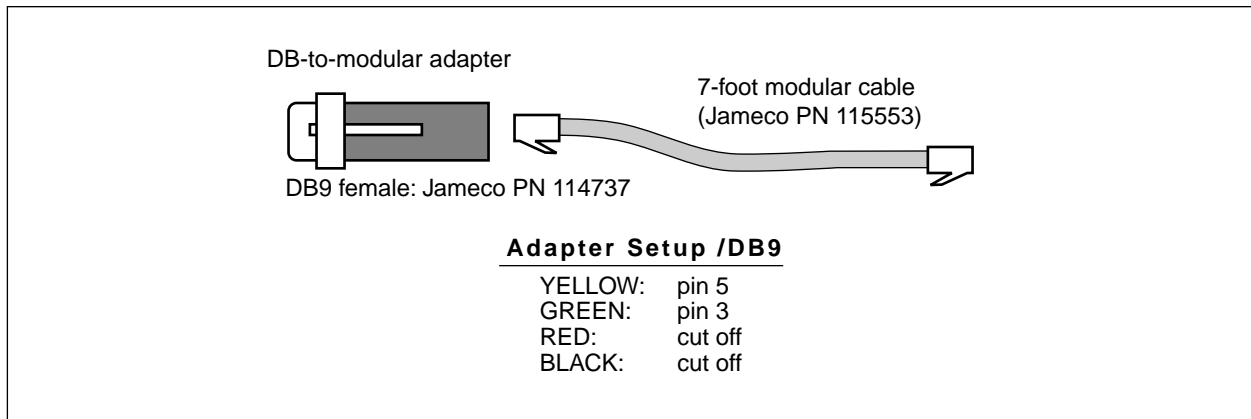 DB-to-modular adapter
7-foot modular cable
(Jameco PN 115553)
DB9 female: Jameco PN 114737
Adapter Setup /DB9
YELLOW: pin 5
GREEN: pin 3
RED: cut off
BLACK: cut off